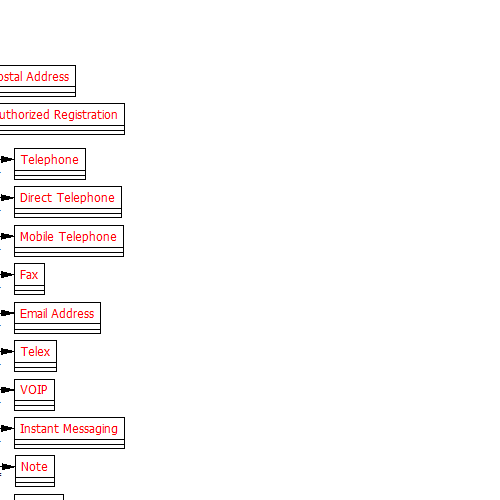 ostal Address
uthorized Registration
Telephone
Direct Telephone
Mobile Telephone
Fax
Email Address
Telex
VOIP
Instant Messaging
Note